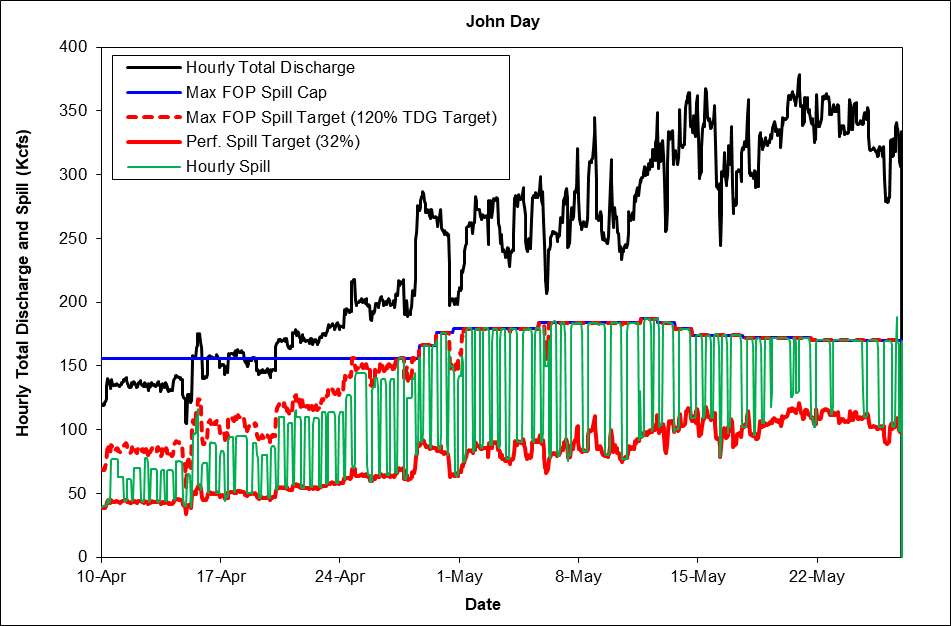 John Day
Hourly Total Discharge and Spill (Kcfs)
400
350
300
250
200
150
100
50
0
Hourly Total Discharge
Max FOP Spill Cap
Max FOP Spill Target (120% TDG Target)
Perf. Spill Target (32%)
Hourly Spill
10-Apr 17-Apr 24-Apr 1-May 8-May 15-May 22-May
Date